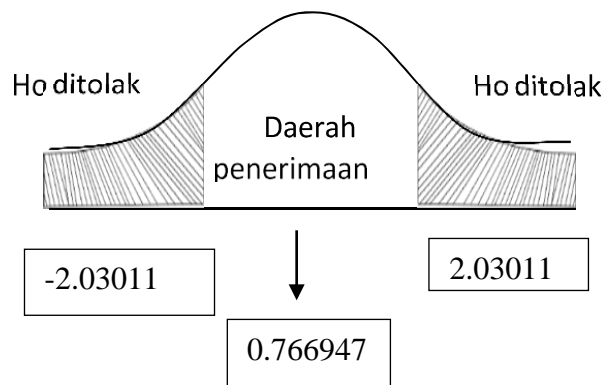 Ho ditolak
Ho ditolak
Daerah
penerimaan
-2.03011
2.03011
0.766947